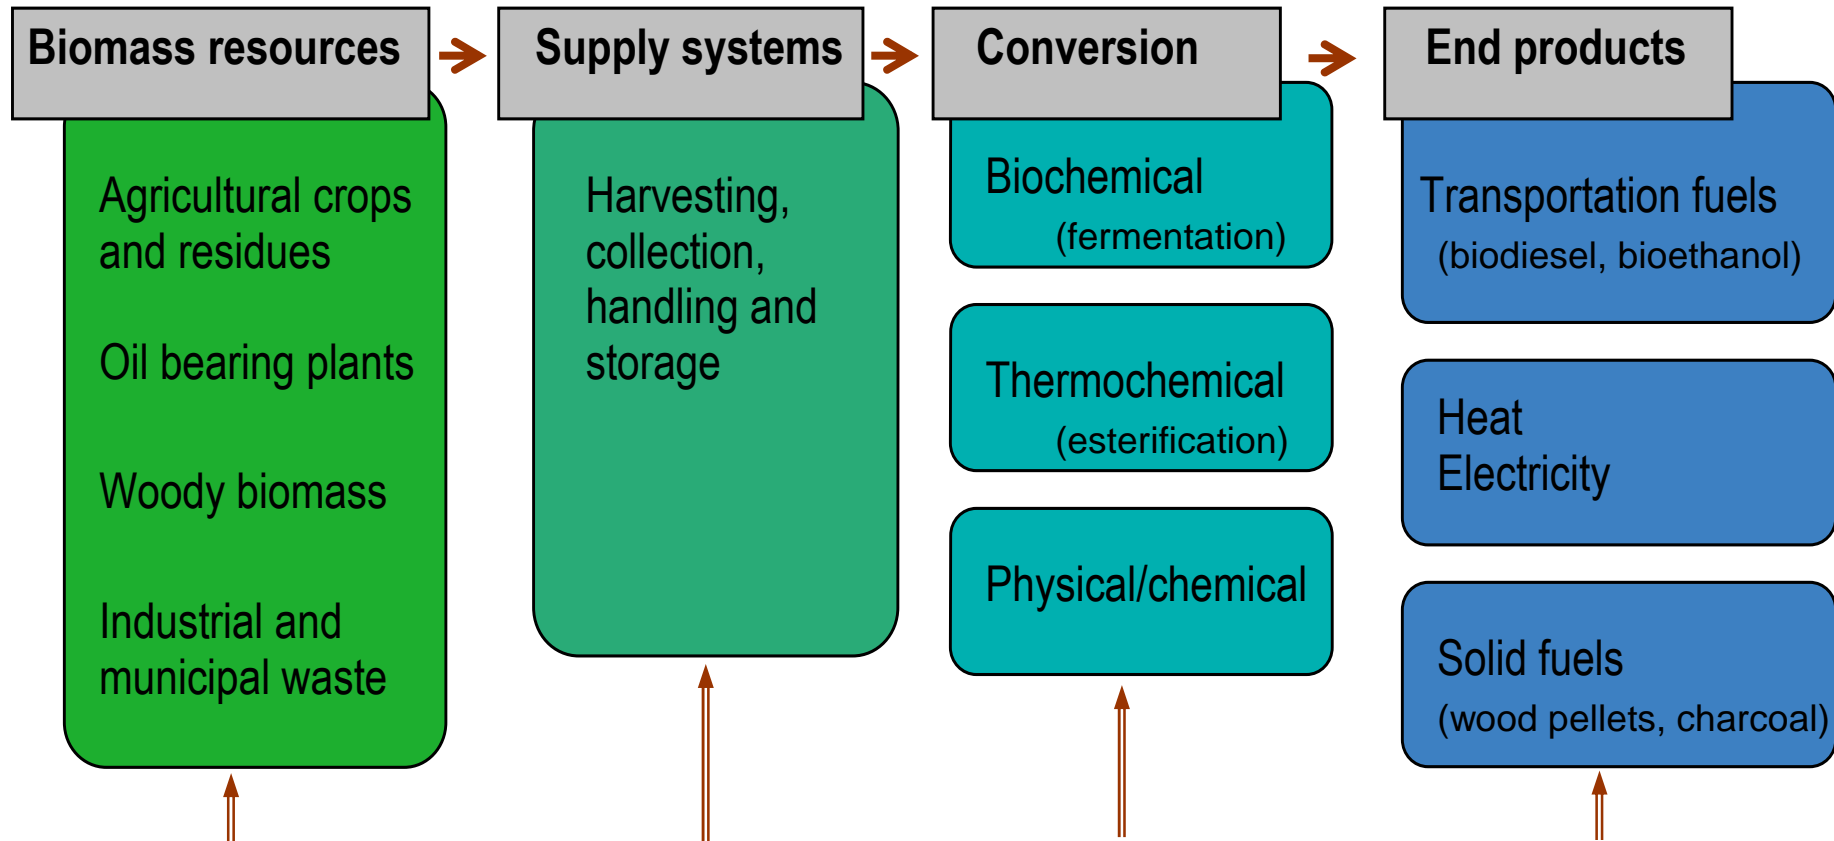 Biomass resources
Supply systems
Conversion
End products
Agricultural crops
and residues
Oil bearing plants
Woody biomass
Industrial and
municipal waste
Harvesting,
collection,
handling and
storage
Biochemical
(fermentation)
Thermochemical
(esterification)
Physical/chemical
Transportation fuels
(biodiesel, bioethanol)
Heat
Electricity
Solid fuels
(wood pellets, charcoal)